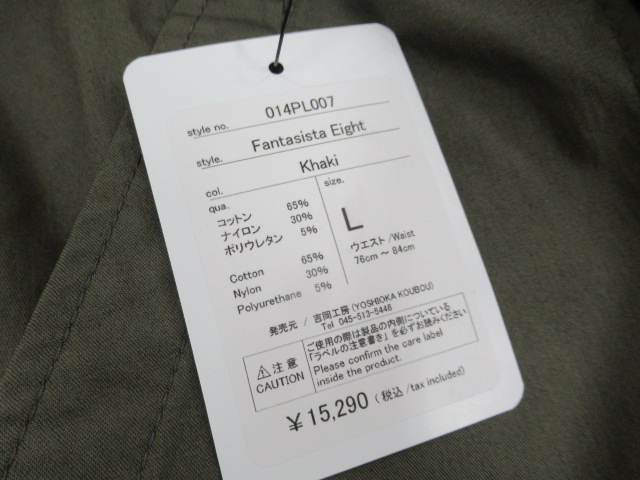 style no. 014PL007
style. Fantasista Eight
col. Khaki
qua.
コットン 65%
ナイロン 30%
ポリウレタン 5%
Cotton 65%
Nylon 30%
Polyurethane 5%
size.
L
ウエスト/Waist
76cm ～ 84cm
発売元 / 吉岡工房(YOSHIOKA KOUBOU)
Tel 045-513-5446
注意
CAUTION
ご使用の際は製品の内側についている
「ラベルの注意書き」を必ずお読みください
Please confirm the care label
inside the product.
¥15,290(税込/tax included)